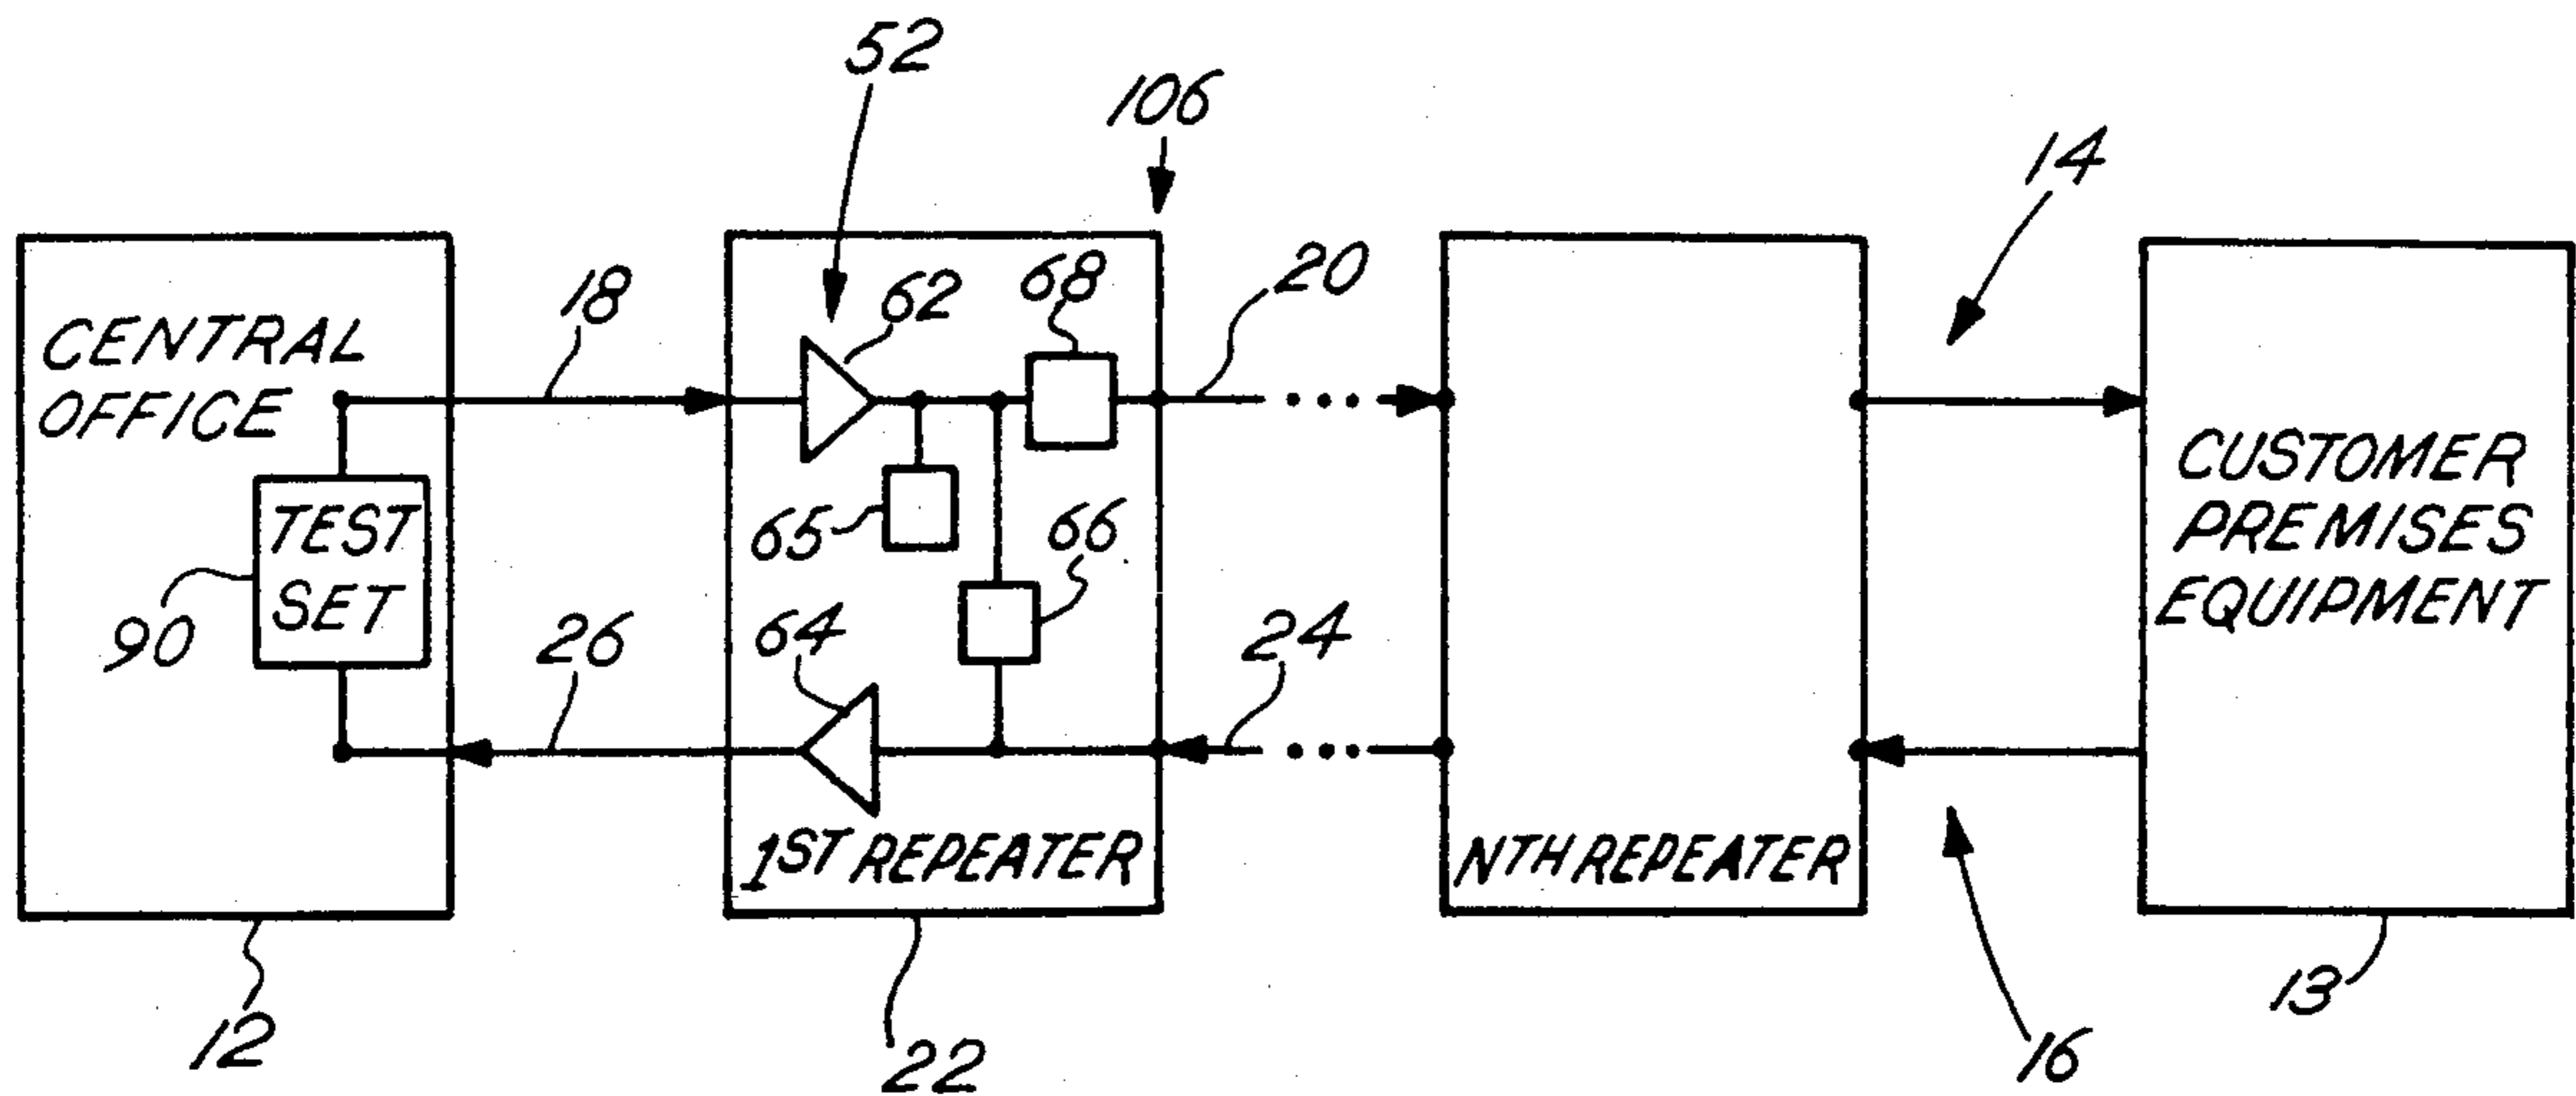 52
106
14
18
62
68
20
CENTRAL
OFFICE
CUSTOMER
PREMISES
EQUIPMENT
TEST
SET
65
66
90
26
64
24
1ST REPEATER
NTH REPEATER
12
22
16
13